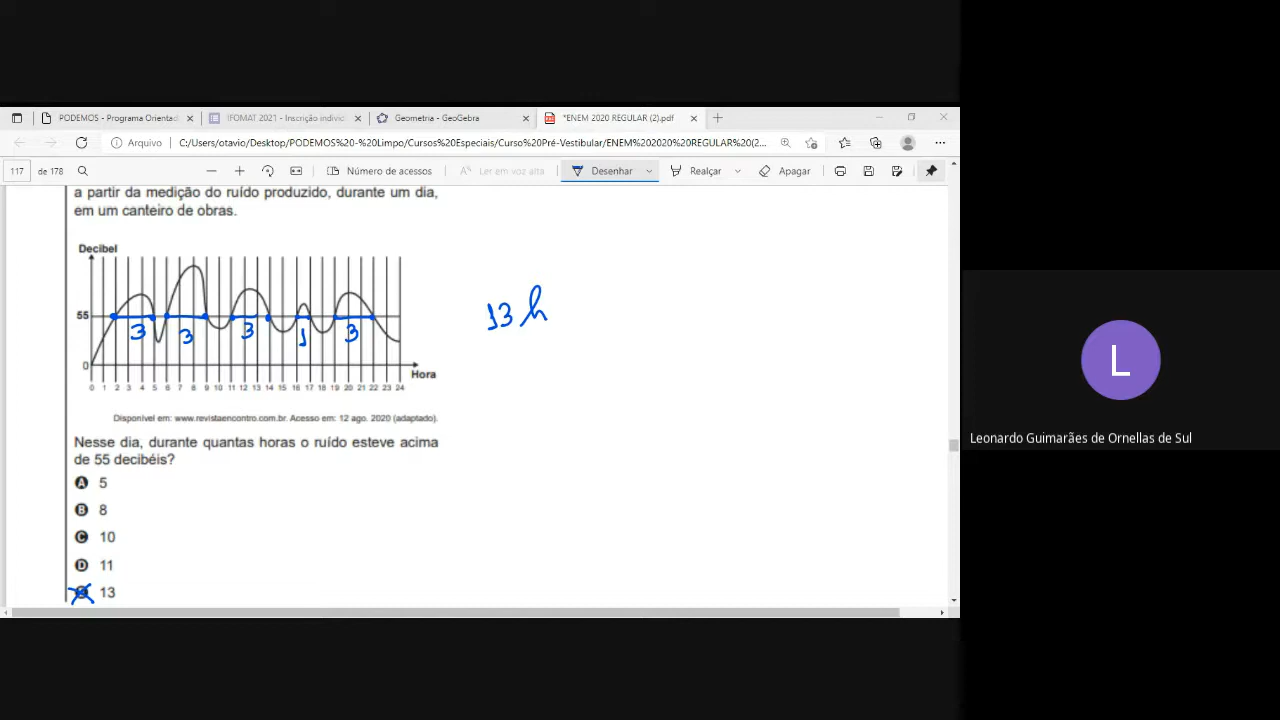 PODEMOS - Programa Orientad
IFOMAT 2021 - Inscrição individ
Geometria - GeoGebra
*ENEM 2020 REGULAR (2).pdf
Arquivo
C:/Users/otavio/Desktop/PODEMOS%20-%20Limpo/Cursos%20Especiais/Curso%20Pré-Vestibular/ENEM%202020%20REGULAR%20(2...
117 de 178
Número de acessos
Ler em voz alta
Desenhar
Realçar
Apagar
a partir da medição do ruído produzido, durante um dia,
em um canteiro de obras.
Decibel
55
3 3 3 1 3
13 h
0
Hora
0 1 2 3 4 5 6 7 8 9 10 11 12 13 14 15 16 17 18 19 20 21 22 23 24
Disponível em: www.revistaencontro.com.br. Acesso em: 12 ago. 2020 (adaptado).
Nesse dia, durante quantas horas o ruído esteve acima
de 55 decibéis?
A 5
B 8
C 10
D 11
13
L
Leonardo Guimarães de Ornellas de Sul